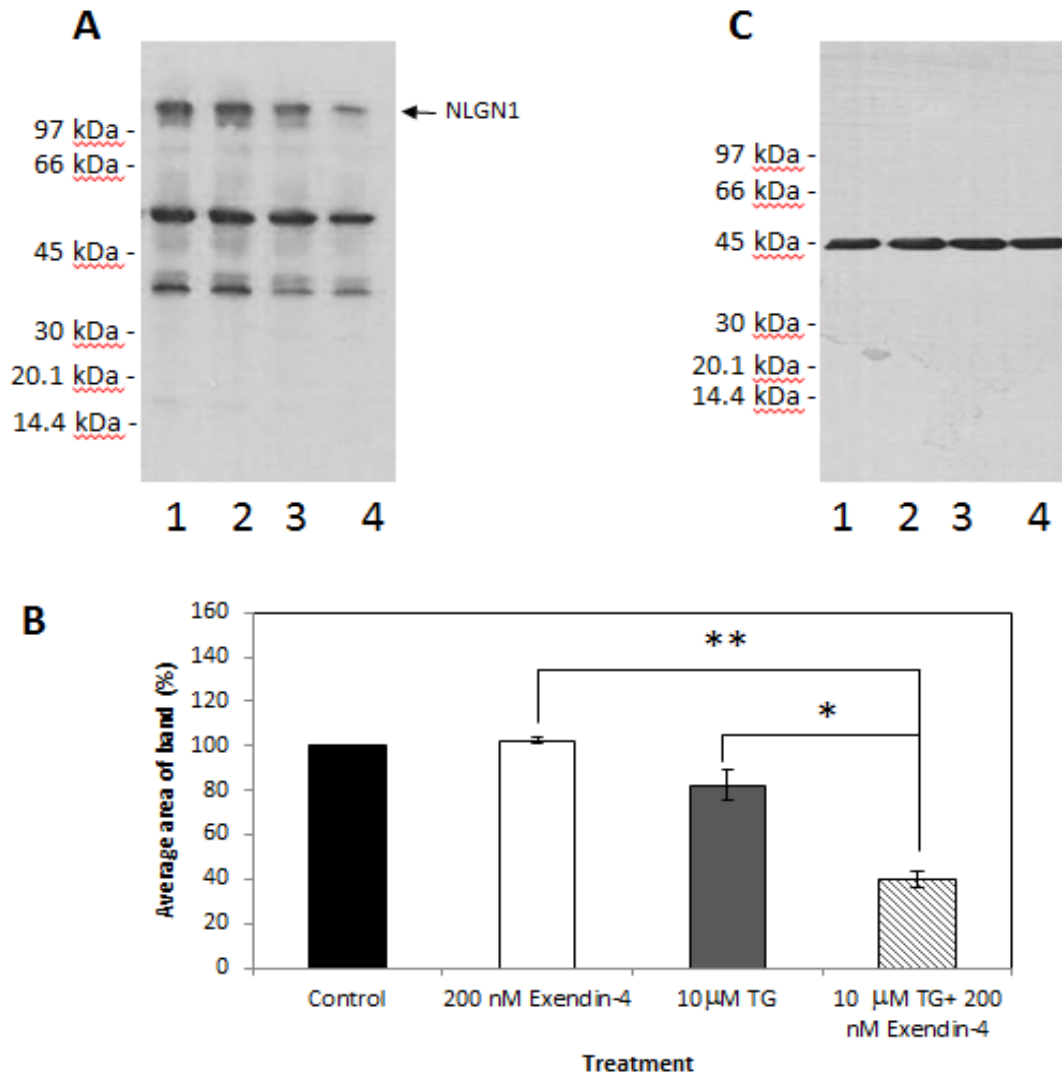 A
NLGN1
97 kDa -
66 kDa -
45 kDa -
30 kDa -
20.1 kDa -
14.4 kDa -
1 2 3 4
C
97 kDa -
66 kDa -
45 kDa -
30 kDa -
20.1 kDa -
14.4 kDa -
1 2 3 4
B
Average area of band (%)
160
140
120
100
80
60
40
20
0
**
*
Control
200 nM Exendin-4
10μM TG
10 μM TG+ 200
nM Exendin-4
Treatment